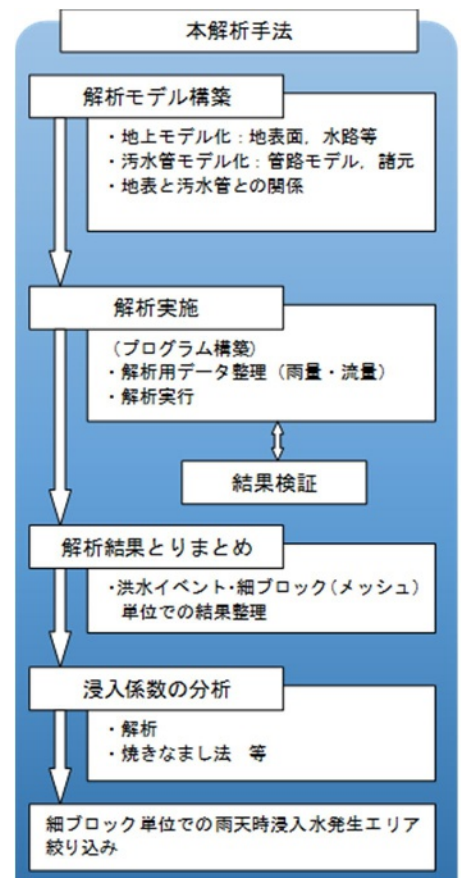 本解析手法
解析モデル構築
・地上モデル化：地表面，水路等
・汚水管モデル化：管路モデル，諸元
・地表と汚水管との関係
解析実施
（プログラム構築）
・解析用データ整理（雨量・流量）
・解析実行
結果検証
解析結果とりまとめ
・洪水イベント・細ブロック（メッシュ）
単位での結果整理
浸入係数の分析
・解析
・焼きなまし法　等
細ブロック単位での雨天時浸入水発生エリア
絞り込み